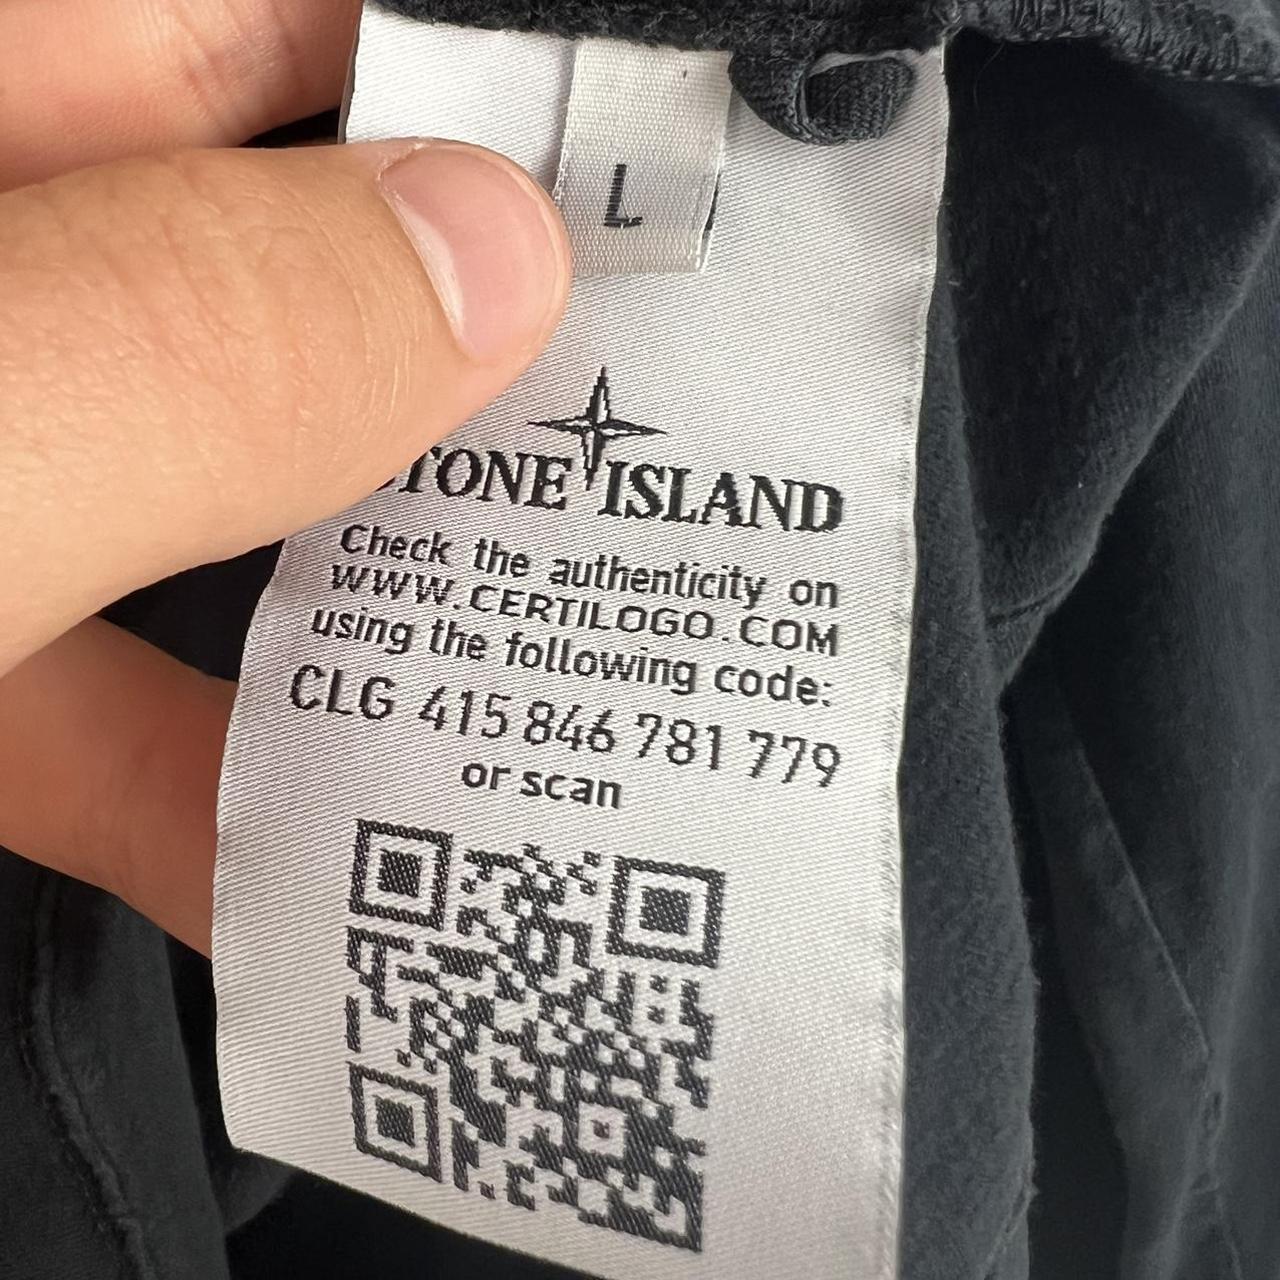 L
STONE ISLAND
Check the authenticity on
WWW.CERTILOGO.COM
using the following code:
CLG 415 846 781 779
or scan